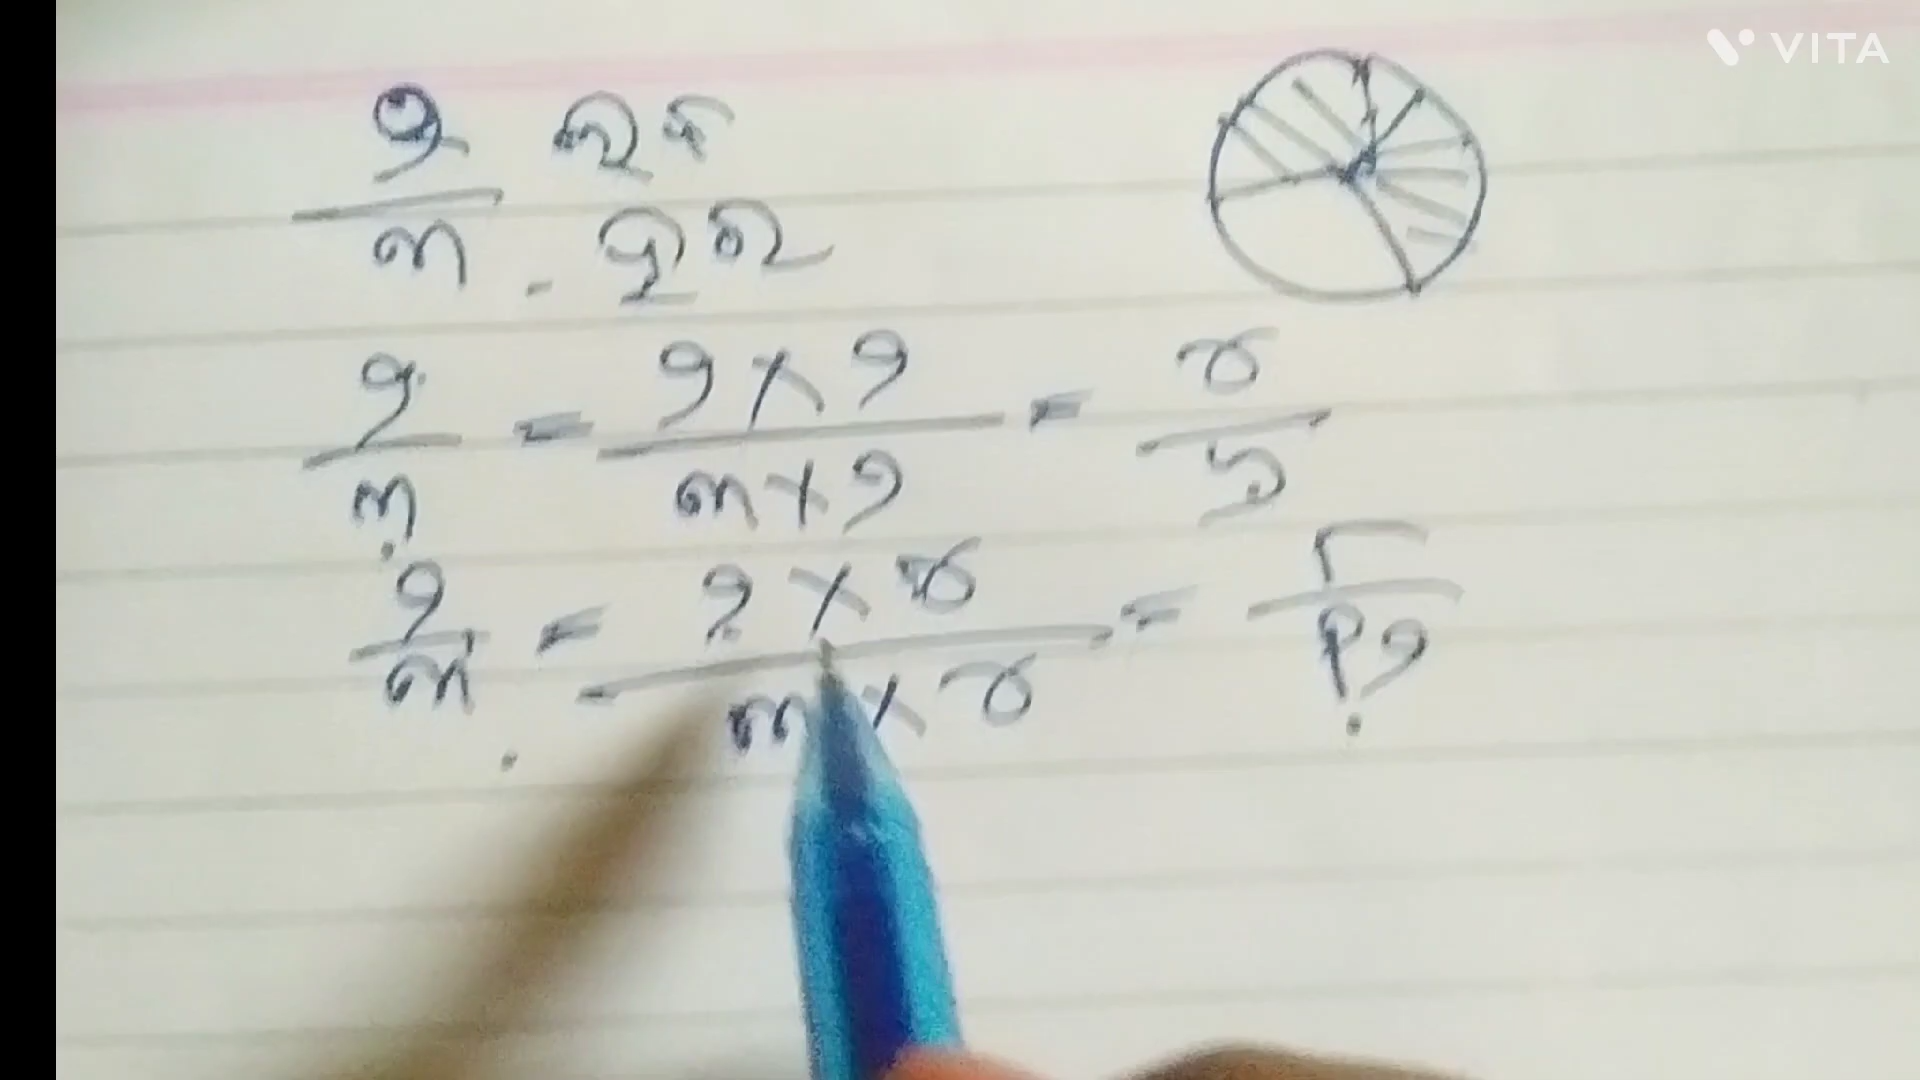 VITA
୨/୩ ଲବ
ହର
୨/୩ = ୨×୨/୩×୨ = ୪/୬
୨/୩ = ୨×୪/୩×୪ = ୮/୧୨